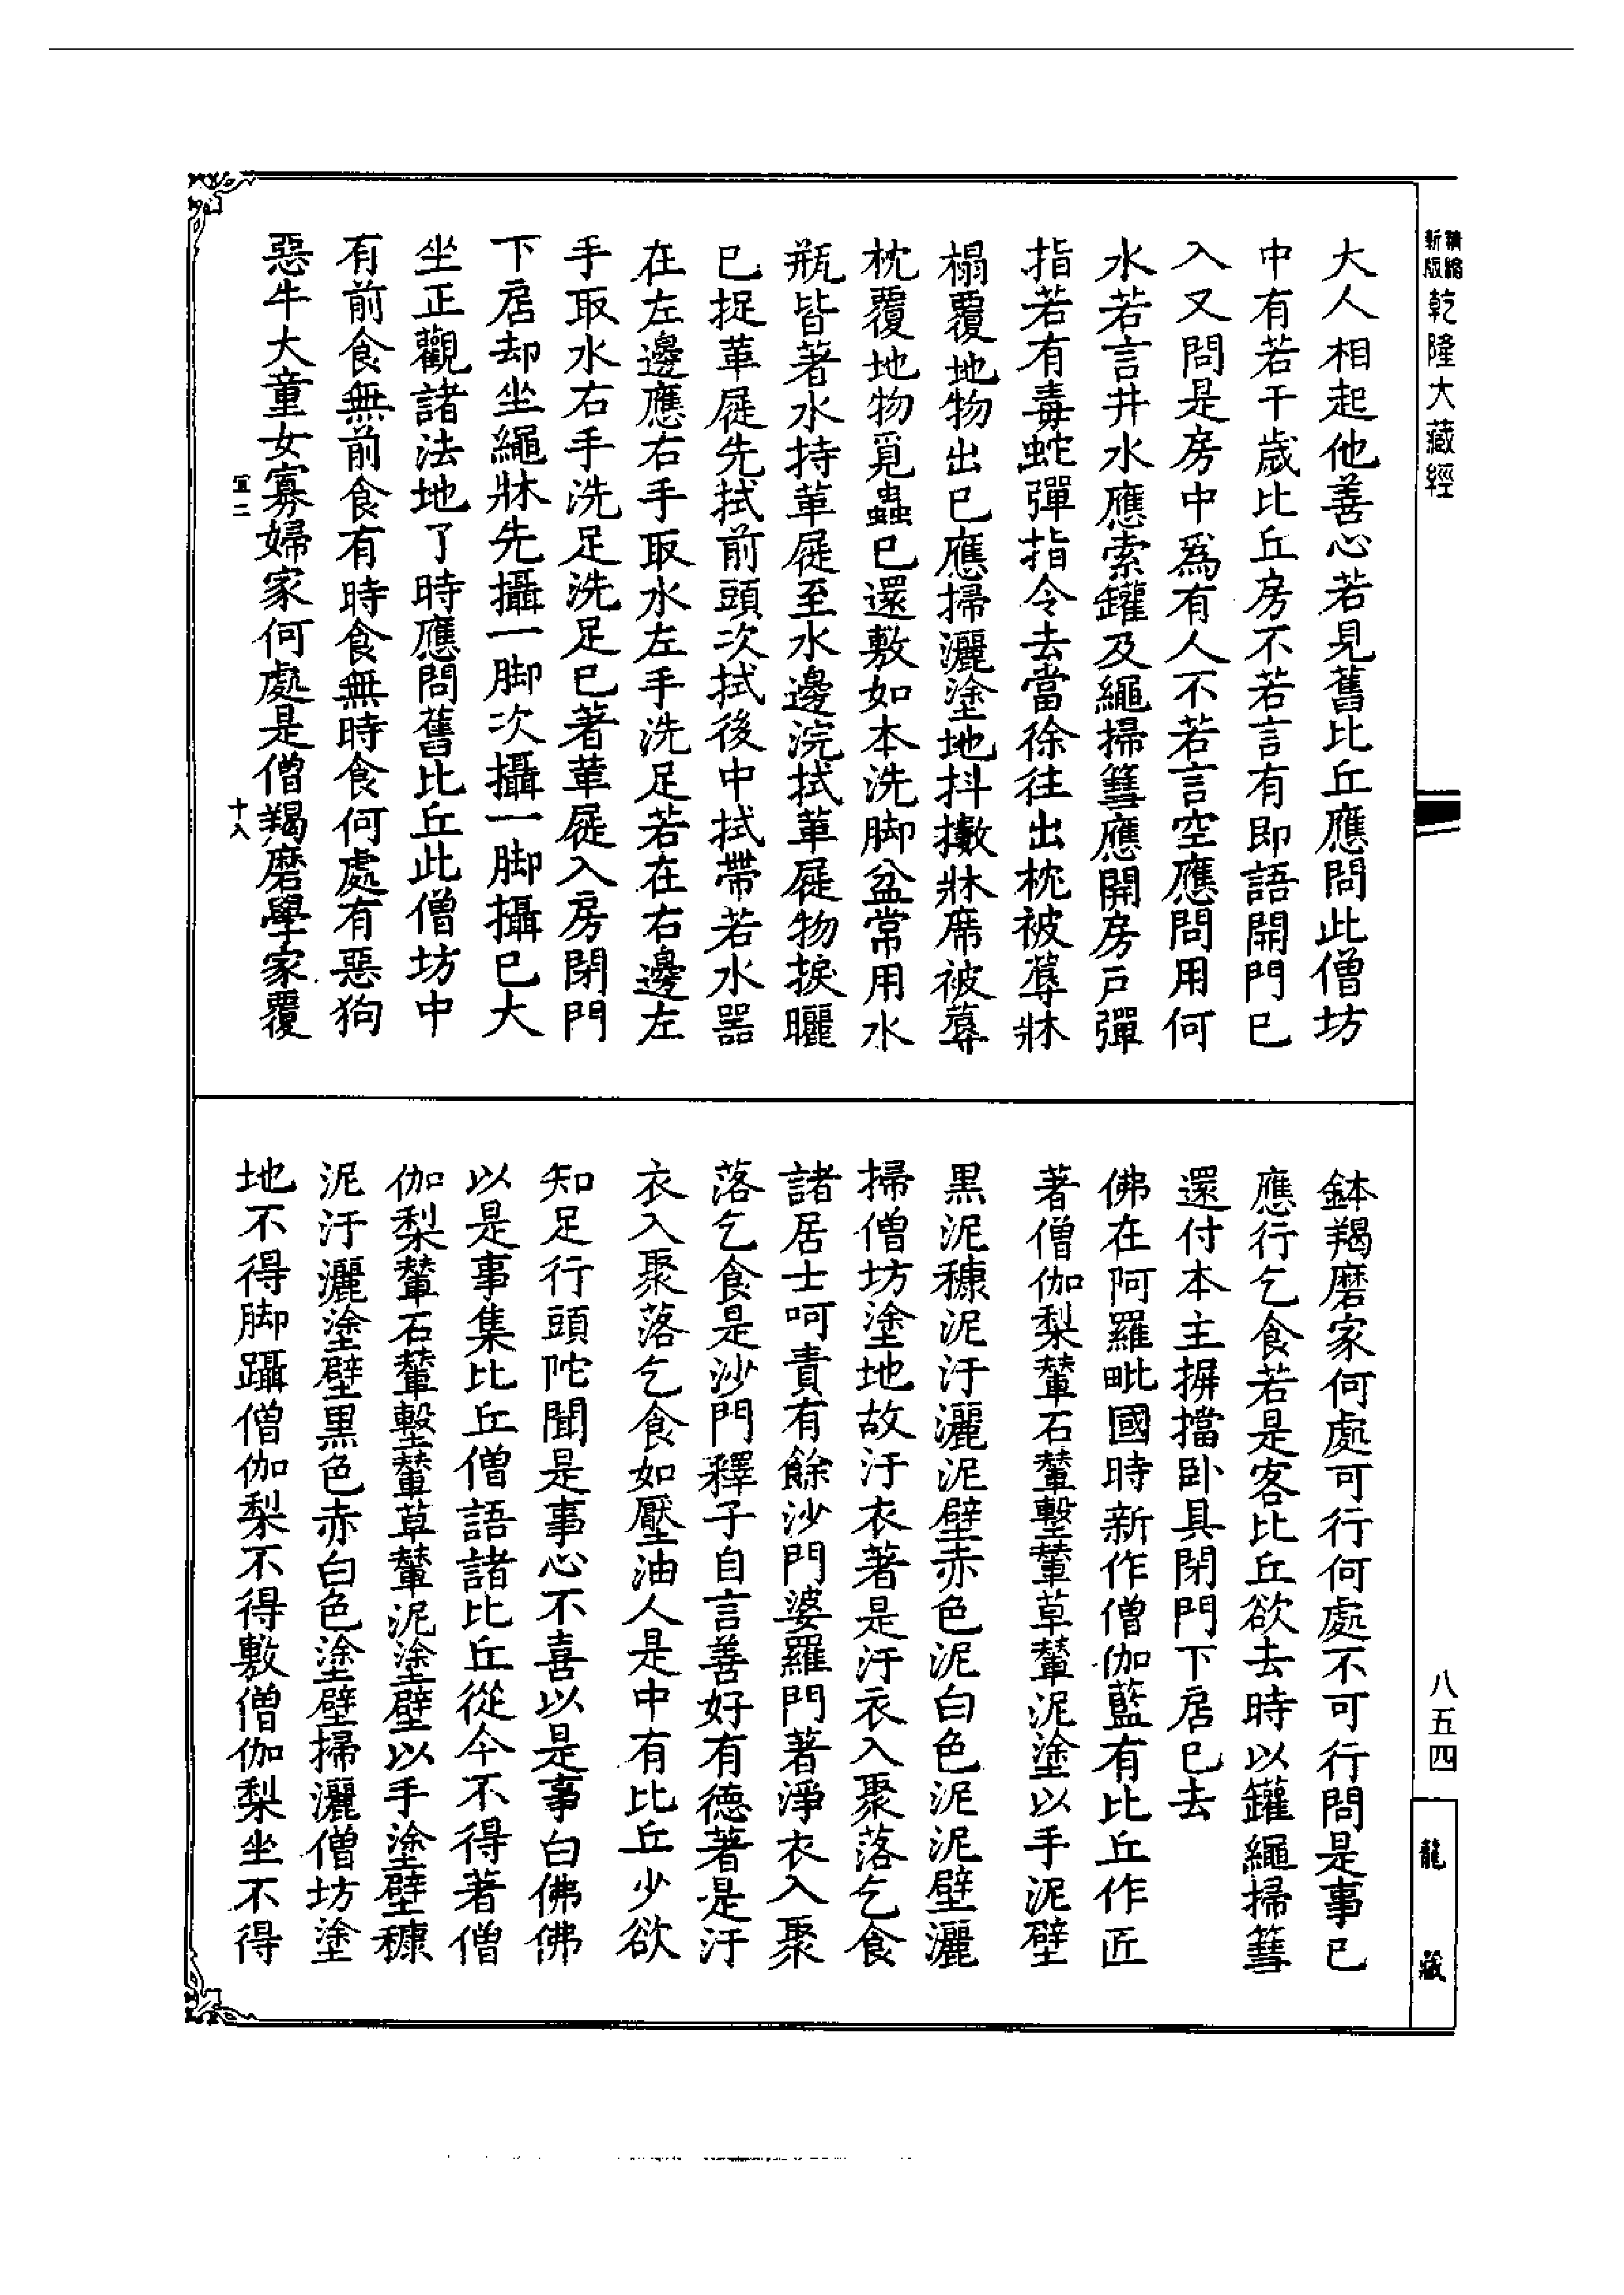 精縮
新版
乾隆大藏經
大人相起他善心若見舊比丘應問此僧坊
中有若干歲比丘房不若言有即語開門已
入又問是房中為有人不若言空應問用何
水若言井水應索罐及繩掃篲應開房戶彈
指若有毒蛇彈指令去當徐往出枕被蓐牀
榻覆地物出已應掃灑塗地抖擻牀席被蓐
枕覆地物覓蟲已還敷如本洗脚盆常用水
瓶皆著水持革屣至水邊浣拭革屣物捩曬
已捉革屣先拭前頭次拭後中拭帶若水器
在左邊應右手取水左手洗足若在右邊左
手取水右手洗足洗足已著革屣入房閉門
下扂却坐繩牀先攝一脚次攝一脚攝已大
坐正觀諸法地了時應問舊比丘此僧坊中
有前食無前食有時食無時食何處有惡狗
惡牛大童女寡婦家何處是僧羯磨學家覆
宜二
十八
鉢羯磨家何處可行何處不可行問是事已
應行乞食若是客比丘欲去時以罐繩掃篲
還付本主摒擋卧具閉門下扂已去
佛在阿羅毗國時新作僧伽藍有比丘作匠
著僧伽梨輦石輦墼輦草輦泥塗以手泥壁
黑泥穅泥汙灑泥壁赤色泥白色泥泥壁灑
掃僧坊塗地故汙衣著是汙衣入聚落乞食
諸居士呵責有餘沙門婆羅門著淨衣入聚
落乞食是沙門釋子自言善好有德著是汙
衣入聚落乞食如壓油人是中有比丘少欲
知足行頭陀聞是事心不喜以是事白佛佛
以是事集比丘僧語諸比丘從今不得著僧
伽梨輦石輦墼輦草輦泥塗壁以手塗壁穅
泥汙灑塗壁黑色赤白色塗壁掃灑僧坊塗
地不得脚躡僧伽梨不得敷僧伽梨坐不得
八五四
龍藏